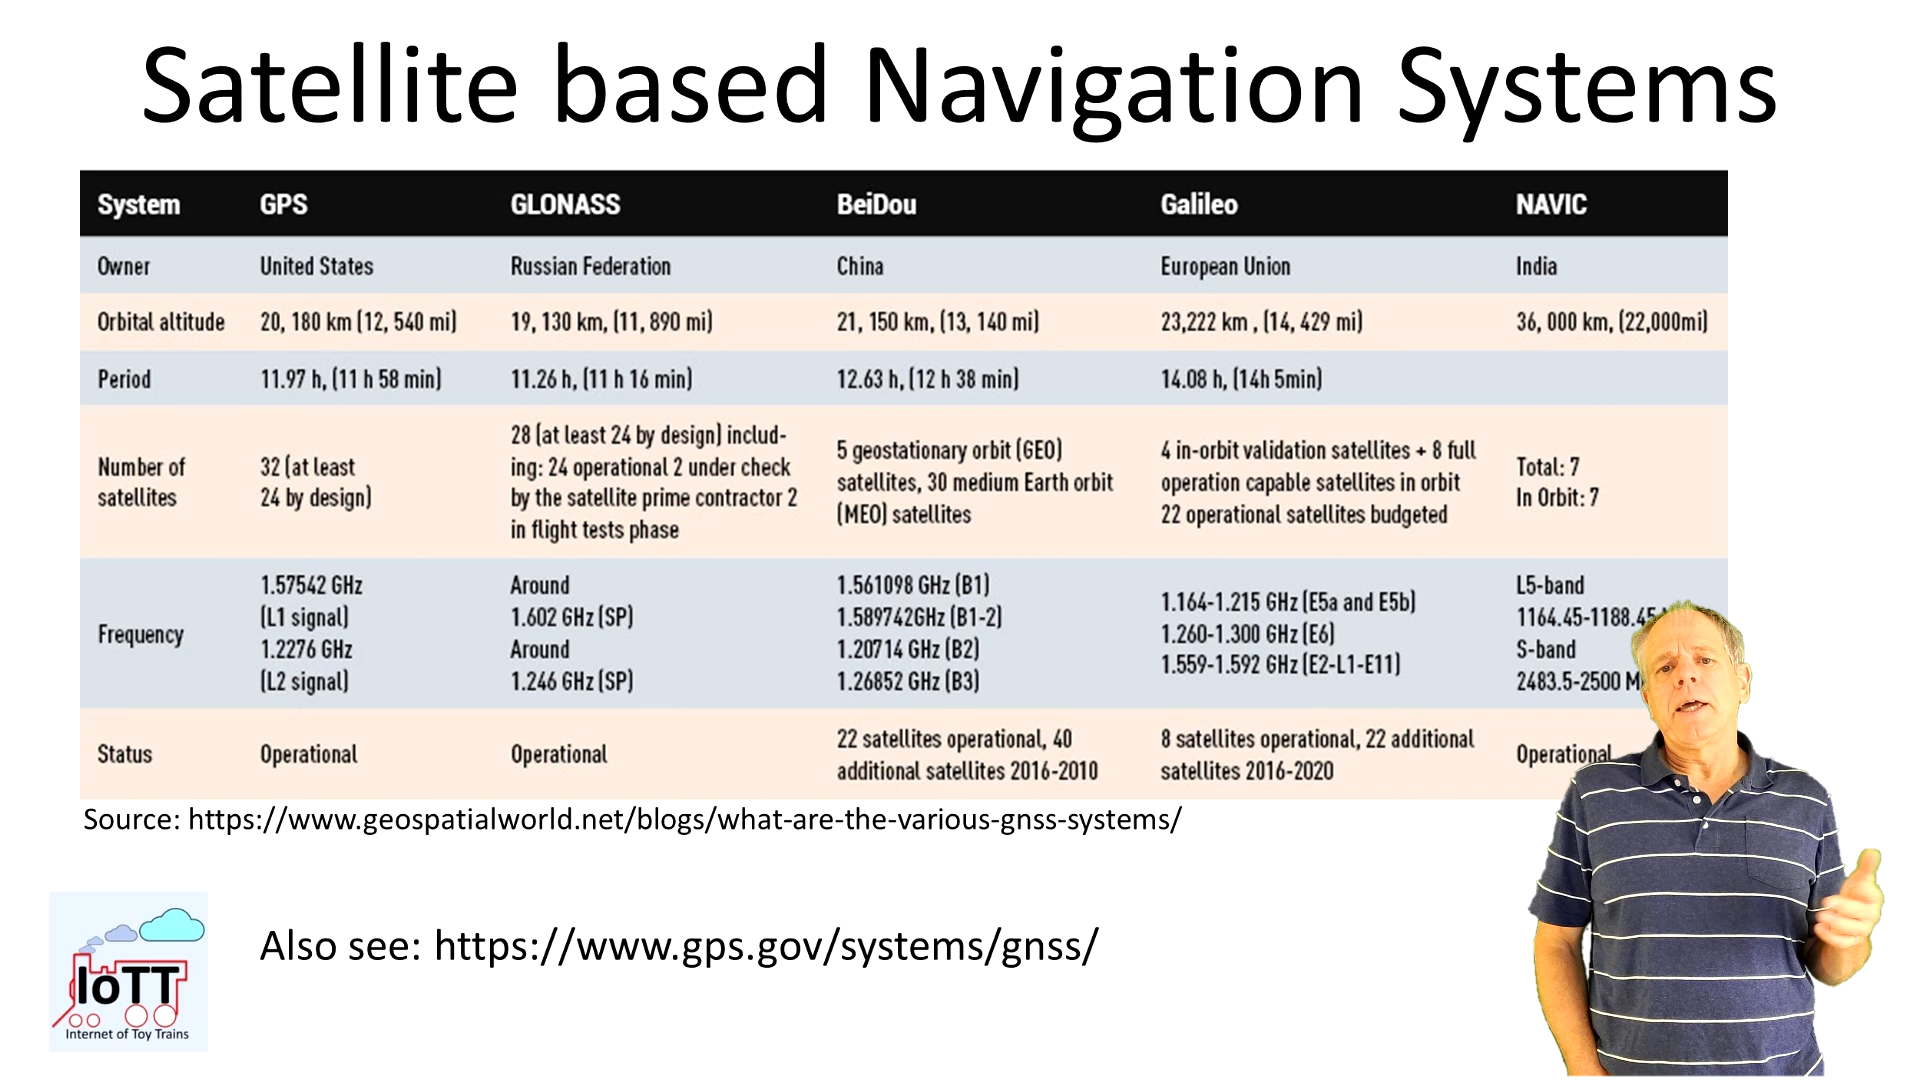 Satellite based Navigation Systems
System GPS GLONASS BeiDou Galileo NAVIC
Owner United States Russian Federation China European Union India
Orbital altitude 20, 180 km (12, 540 mi) 19, 130 km, (11, 890 mi) 21, 150 km, (13, 140 mi) 23,222 km , (14, 429 mi) 36, 000 km, (22,000mi)
Period 11.97 h, (11 h 58 min) 11.26 h, (11 h 16 min) 12.63 h, (12 h 38 min) 14.08 h, (14h 5min)
Number of
satellites
32 (at least
24 by design)
28 (at least 24 by design) includ-
ing: 24 operational 2 under check
by the satellite prime contractor 2
in flight tests phase
5 geostationary orbit (GEO)
satellites, 30 medium Earth orbit
(MEO) satellites
4 in-orbit validation satellites + 8 full
operation capable satellites in orbit
22 operational satellites budgeted
Total: 7
In Orbit: 7
Frequency
1.57542 GHz
(L1 signal)
1.2276 GHz
(L2 signal)
Around
1.602 GHz (SP)
Around
1.246 GHz (SP)
1.561098 GHz (B1)
1.589742GHz (B1-2)
1.20714 GHz (B2)
1.26852 GHz (B3)
1.164-1.215 GHz (E5a and E5b)
1.260-1.300 GHz (E6)
1.559-1.592 GHz (E2-L1-E11)
L5-band
1164.45-1188.45
S-band
2483.5-2500
Status
Operational
Operational
22 satellites operational, 40
additional satellites 2016-2010
8 satellites operational, 22 additional
satellites 2016-2020
Operational
Source: https://www.geospatialworld.net/blogs/what-are-the-various-gnss-systems/
Also see: https://www.gps.gov/systems/gnss/
IoTT
Internet of Toy Trains